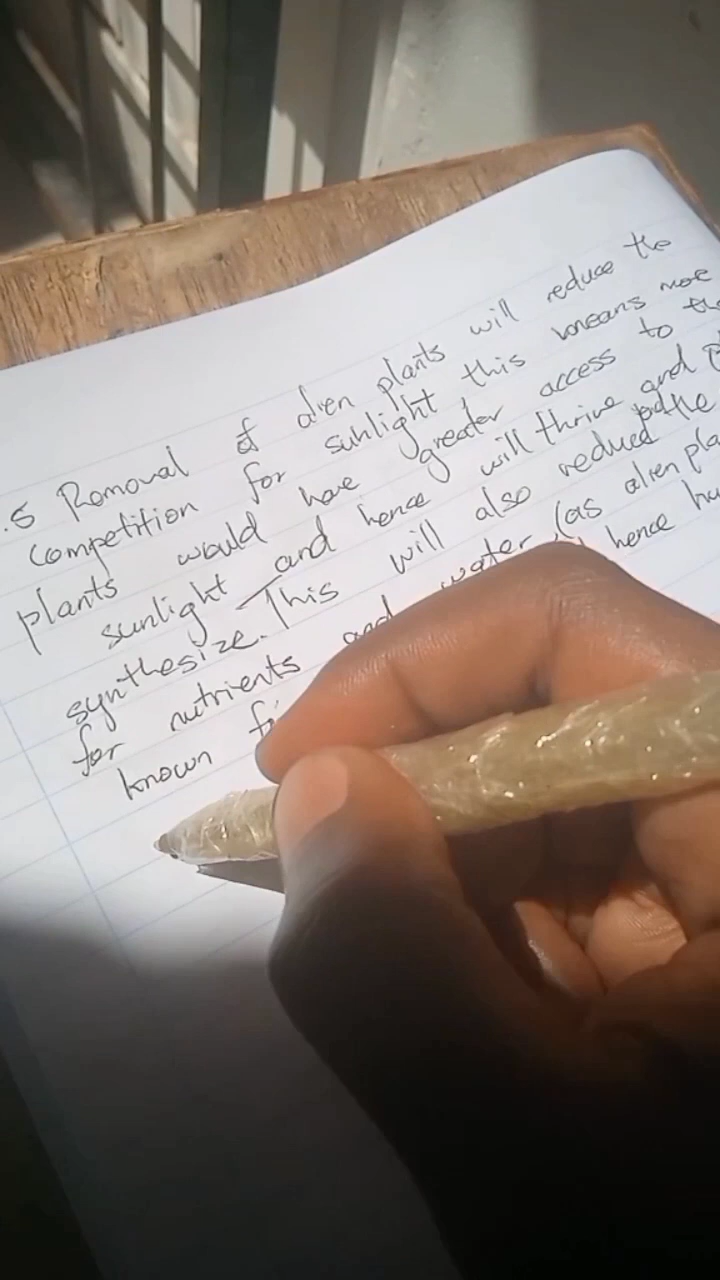 .5 Removal of alien plants will reduce the
competition for sunlight this means more
plants would have greater access to the
sunlight and hence will thrive and
synthesize. This will also reduced the
for nutrients and water (as alien
known hence